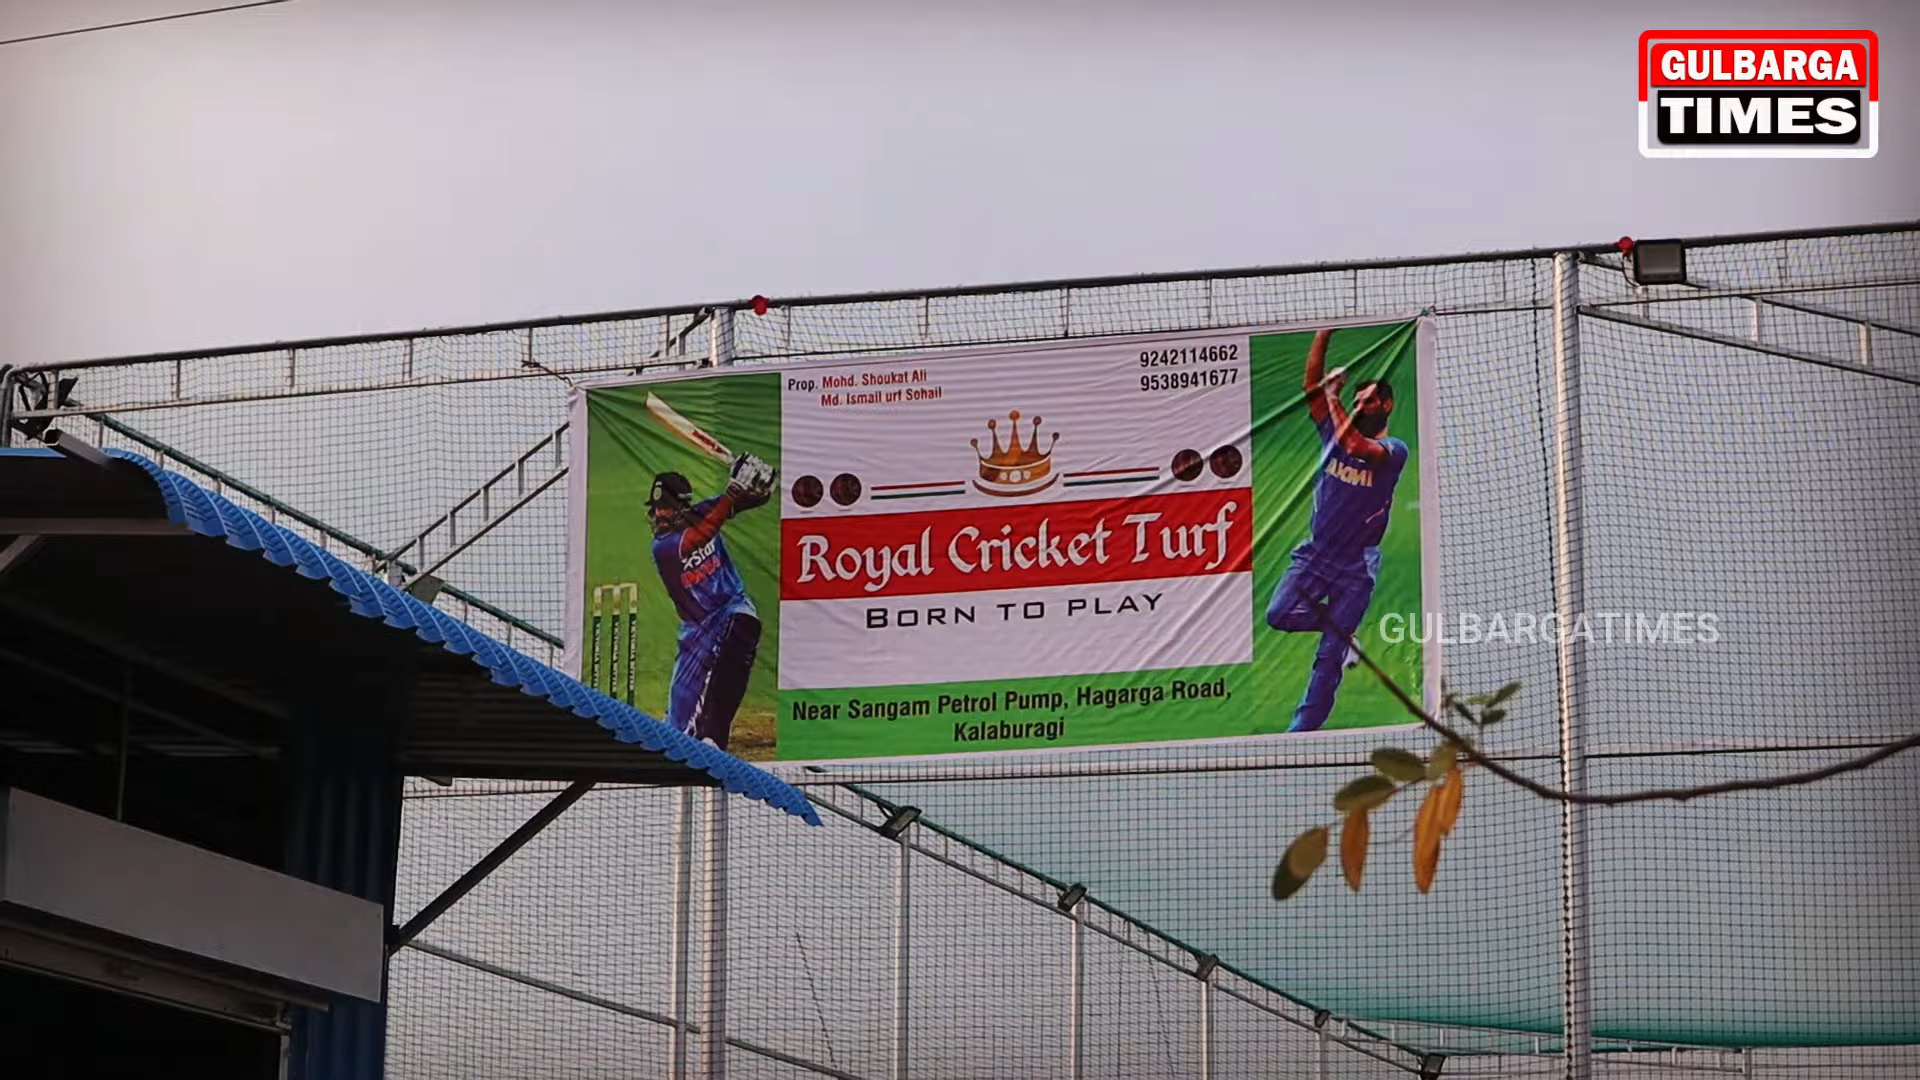 GULBARGA
TIMES
9242114662
Prop. Mohd. Shoukat Ali
9538941677
Md. Ismail urf Sohail
Royal Cricket Turf
BORN TO PLAY
GULBARGATIMES
Near Sangam Petrol Pump, Hagarga Road,
Kalaburagi